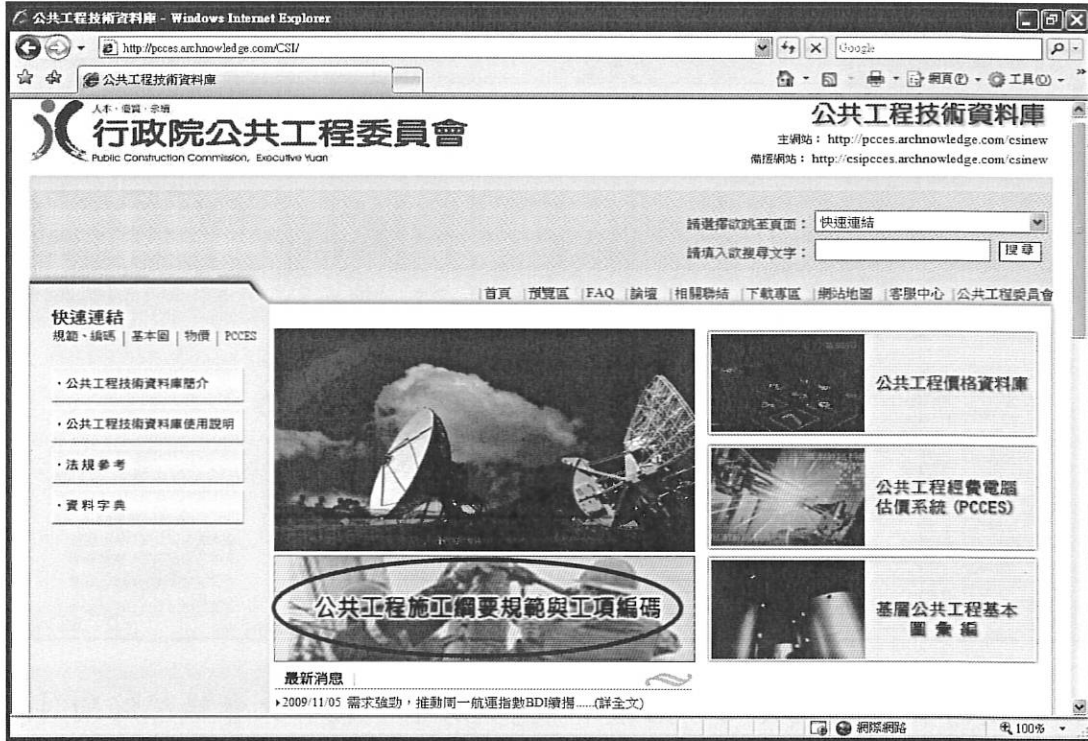 公共工程技術資料庫 - Windows Internet Explorer
http://pcces.archnowledge.com/CSI/
Google
公共工程技術資料庫
網頁(P)
工具(O)
人本·優質·永續
行政院公共工程委員會
Public Construction Commission, Executive Yuan
公共工程技術資料庫
主網站：http://pcces.archnowledge.com/csinew
備援網站：http://csipcces.archnowledge.com/csinew
請選擇欲跳至頁面：快速連結
請填入欲搜尋文字：
搜尋
|首頁 |預覽區 |FAQ |論壇 |相關聯結 |下載專區 |網站地圖 |客服中心 |公共工程委員會
快速連結
規範、編碼 | 基本圖 | 物價 | PCCES
·公共工程技術資料庫簡介
·公共工程技術資料庫使用說明
·法規參考
·資料字典
公共工程價格資料庫
公共工程經費電腦
估價系統 (PCCES)
公共工程施工綱要規範與工項編碼
基層公共工程基本
圖彙編
最新消息
2009/11/05 需求強勁，推動同一航運指數BDI續揚......(詳全文)
網際網路
100%